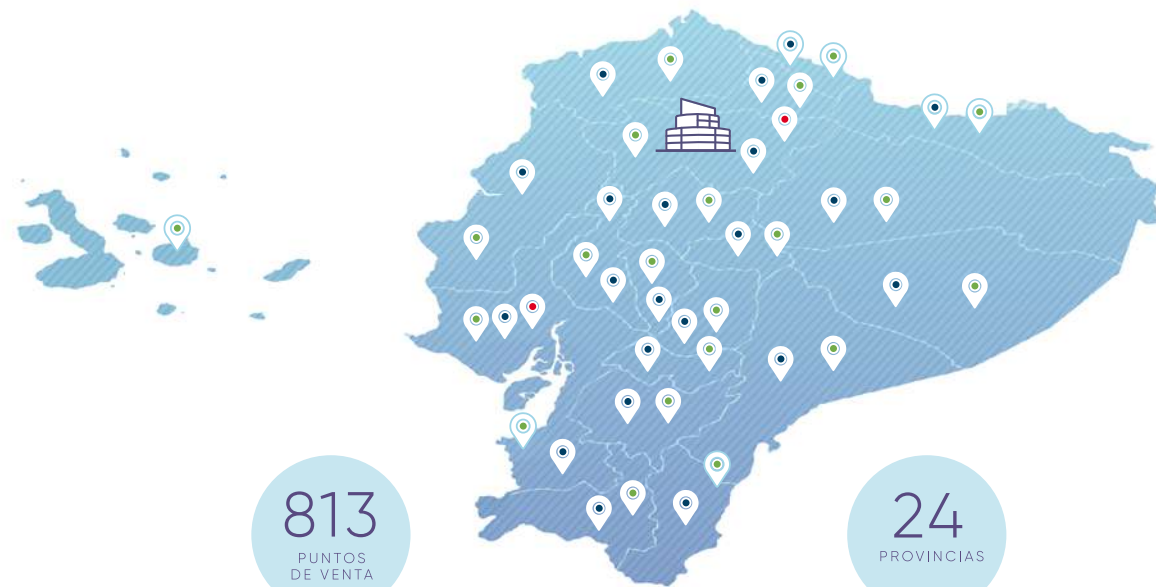 813
PUNTOS
DE VENTA
24
PROVINCIAS